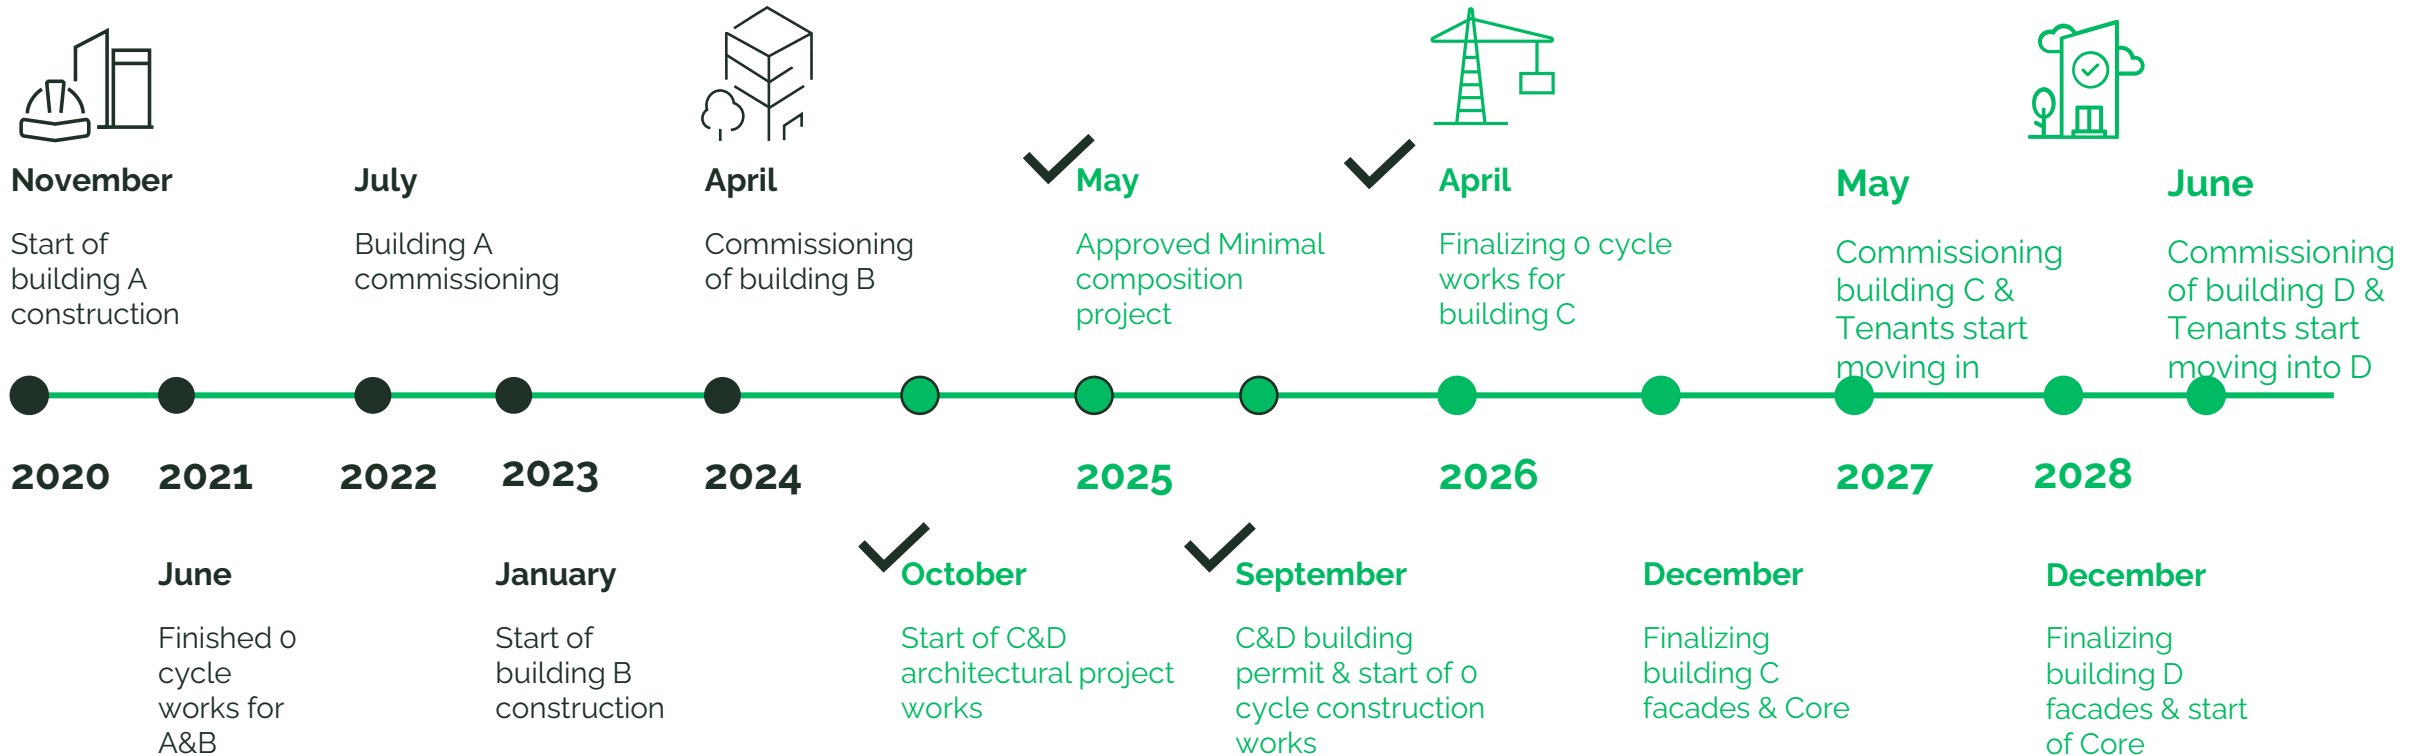 November
Start of
building A
construction
July
Building A
commissioning
April
Commissioning
of building B
May
Approved Minimal
composition
project
April
Finalizing 0 cycle
works for
building C
May
Commissioning
building C &
Tenants start
moving in
June
Commissioning
of building D &
Tenants start
moving into D
2020
2021
2022
2023
2024
2025
2026
2027
2028
June
Finished 0
cycle
works for
A&B
January
Start of
building B
construction
October
Start of C&D
architectural project
works
September
C&D building
permit & start of 0
cycle construction
works
December
Finalizing
building C
facades & Core
December
Finalizing
building D
facades & start
of Core